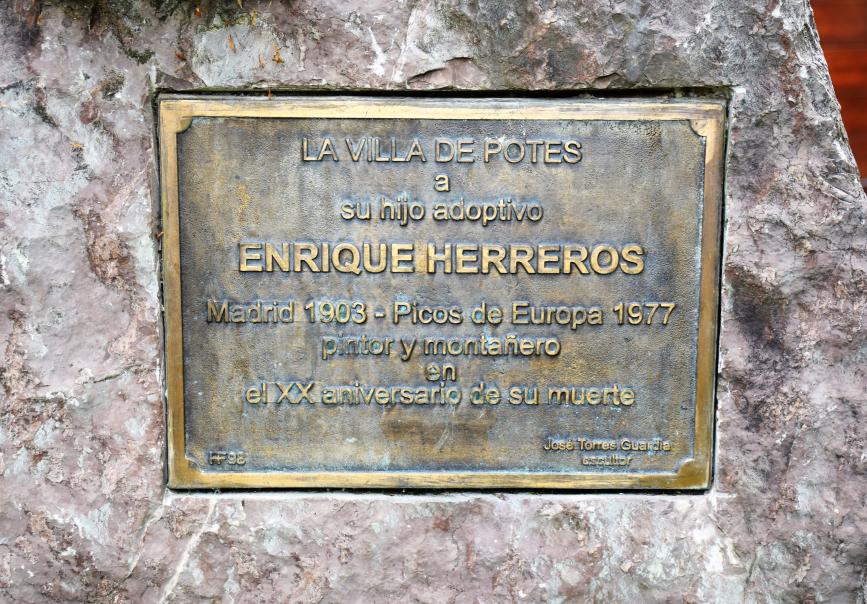 LA VILLA DE POTES
a
su hijo adoptivo
ENRIQUE HERREROS
Madrid 1903 - Picos de Europa 1977
pintor y montañero
en
el XX aniversario de su muerte
José Torres Guardia
escultor